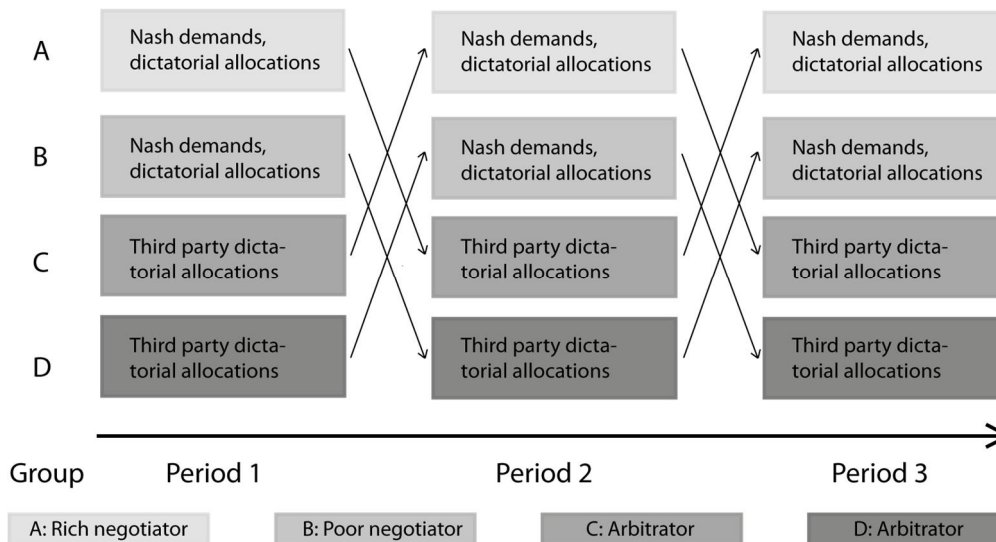 A
Nash demands,
dictatorial allocations
Nash demands,
dictatorial allocations
Nash demands,
dictatorial allocations
B
Nash demands,
dictatorial allocations
Nash demands,
dictatorial allocations
Nash demands,
dictatorial allocations
C
Third party dicta-
torial allocations
Third party dicta-
torial allocations
Third party dicta-
torial allocations
D
Third party dicta-
torial allocations
Third party dicta-
torial allocations
Third party dicta-
torial allocations
Group
Period 1
Period 2
Period 3
A: Rich negotiator
B: Poor negotiator
C: Arbitrator
D: Arbitrator